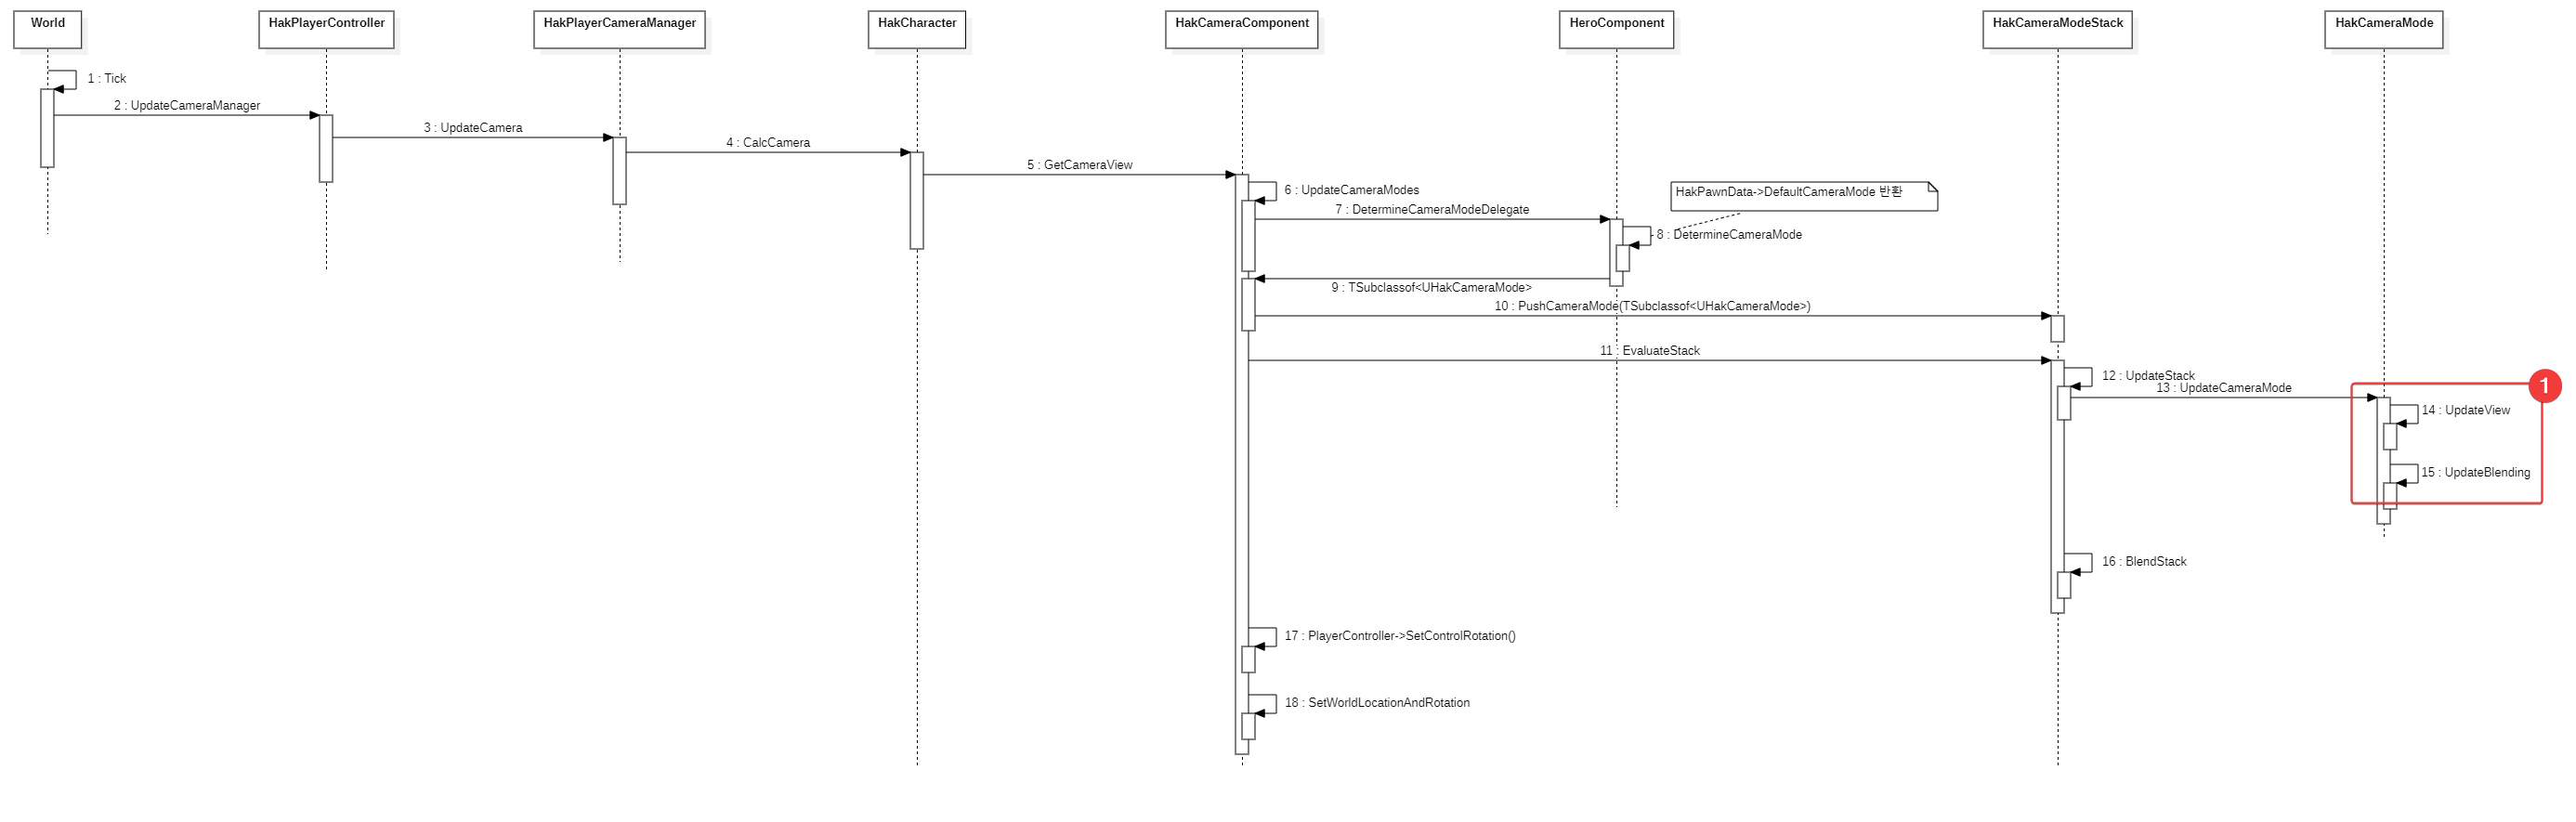 World
HakPlayerController
HakPlayerCameraManager
HakCharacter
HakCameraComponent
HeroComponent
HakCameraModeStack
HakCameraMode
1 : Tick
2 : UpdateCameraManager
3 : UpdateCamera
4 : CalcCamera
5 : GetCameraView
6 : UpdateCameraModes
HakPawnData->DefaultCameraMode 반환
7 : DetermineCameraModeDelegate
8 : DetermineCameraMode
9 : TSubclassof<UHakCameraMode>
10 : PushCameraMode(TSubclassof<UHakCameraMode>)
11 : EvaluateStack
12 : UpdateStack
13 : UpdateCameraMode
1
14 : UpdateView
15 : UpdateBlending
16 : BlendStack
17 : PlayerController->SetControlRotation()
18 : SetWorldLocationAndRotation